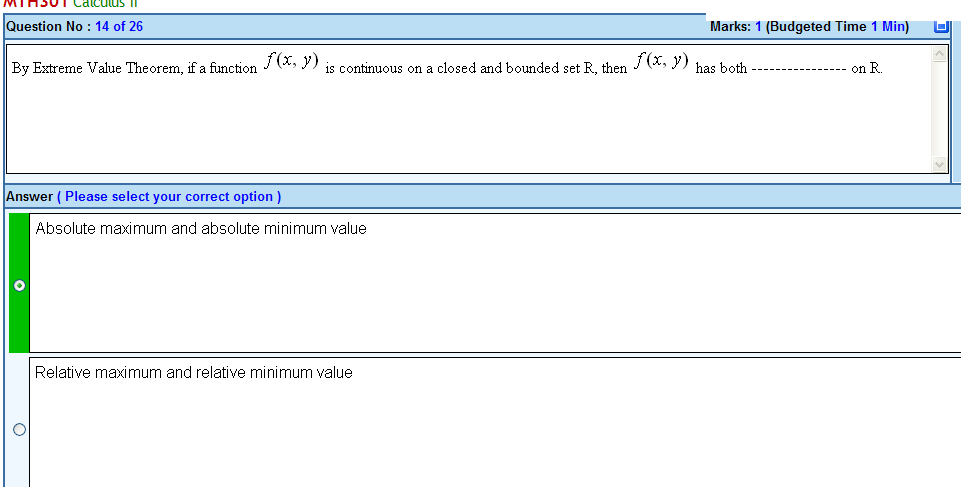 MTH301 Calculus II
Question No : 14 of 26 Marks: 1 (Budgeted Time 1 Min)
By Extreme Value Theorem, if a function f(x, y) is continuous on a closed and bounded set R, then f(x, y) has both ---------------- on R.
Answer ( Please select your correct option )
Absolute maximum and absolute minimum value
Relative maximum and relative minimum value